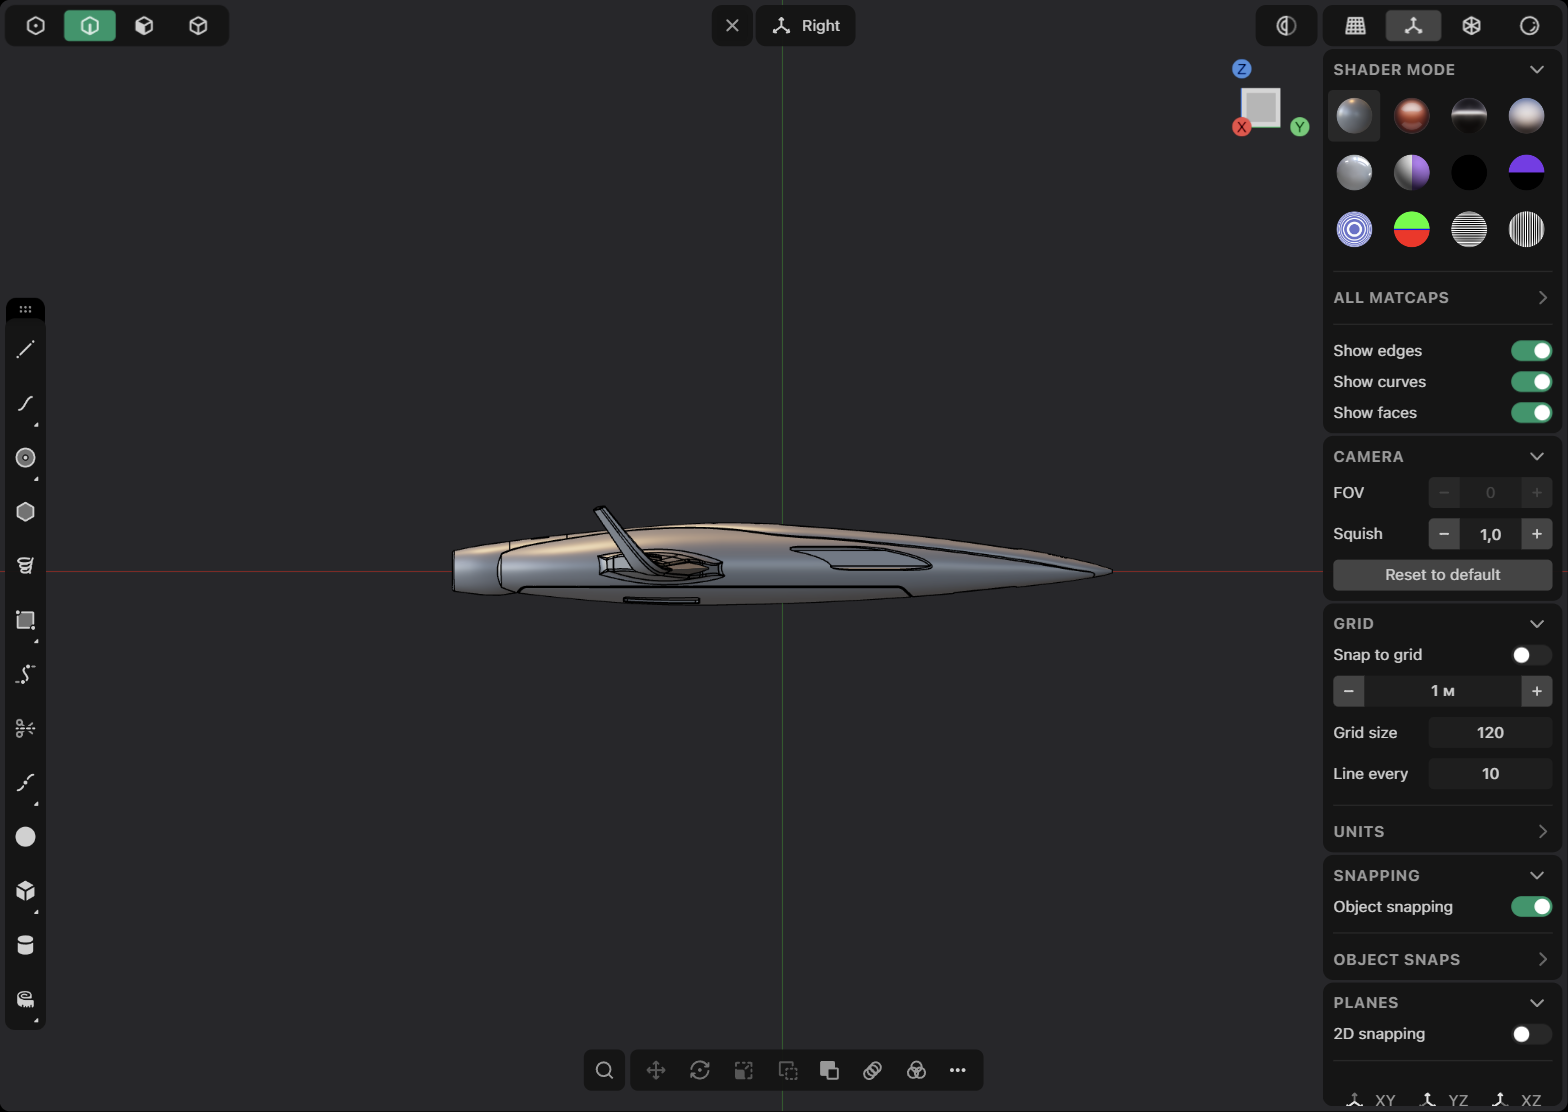 Right
Z
X
Y
SHADER MODE
ALL MATCAPS
Show edges
Show curves
Show faces
CAMERA
FOV − 0 +
Squish − 1,0 +
Reset to default
GRID
Snap to grid
− 1 м +
Grid size 120
Line every 10
UNITS
SNAPPING
Object snapping
OBJECT SNAPS
PLANES
2D snapping
XY YZ XZ